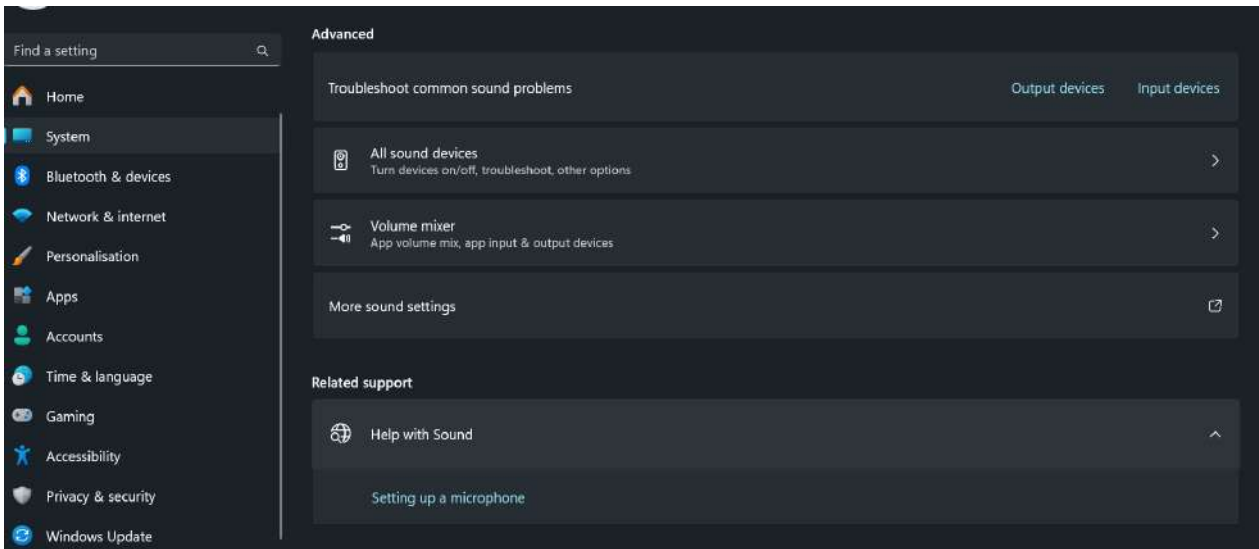 Find a setting
Home
System
Bluetooth & devices
Network & internet
Personalisation
Apps
Accounts
Time & language
Gaming
Accessibility
Privacy & security
Windows Update
Advanced
Troubleshoot common sound problems
Output devices
Input devices
All sound devices
Turn devices on/off, troubleshoot, other options
Volume mixer
App volume mix, app input & output devices
More sound settings
Related support
Help with Sound
Setting up a microphone